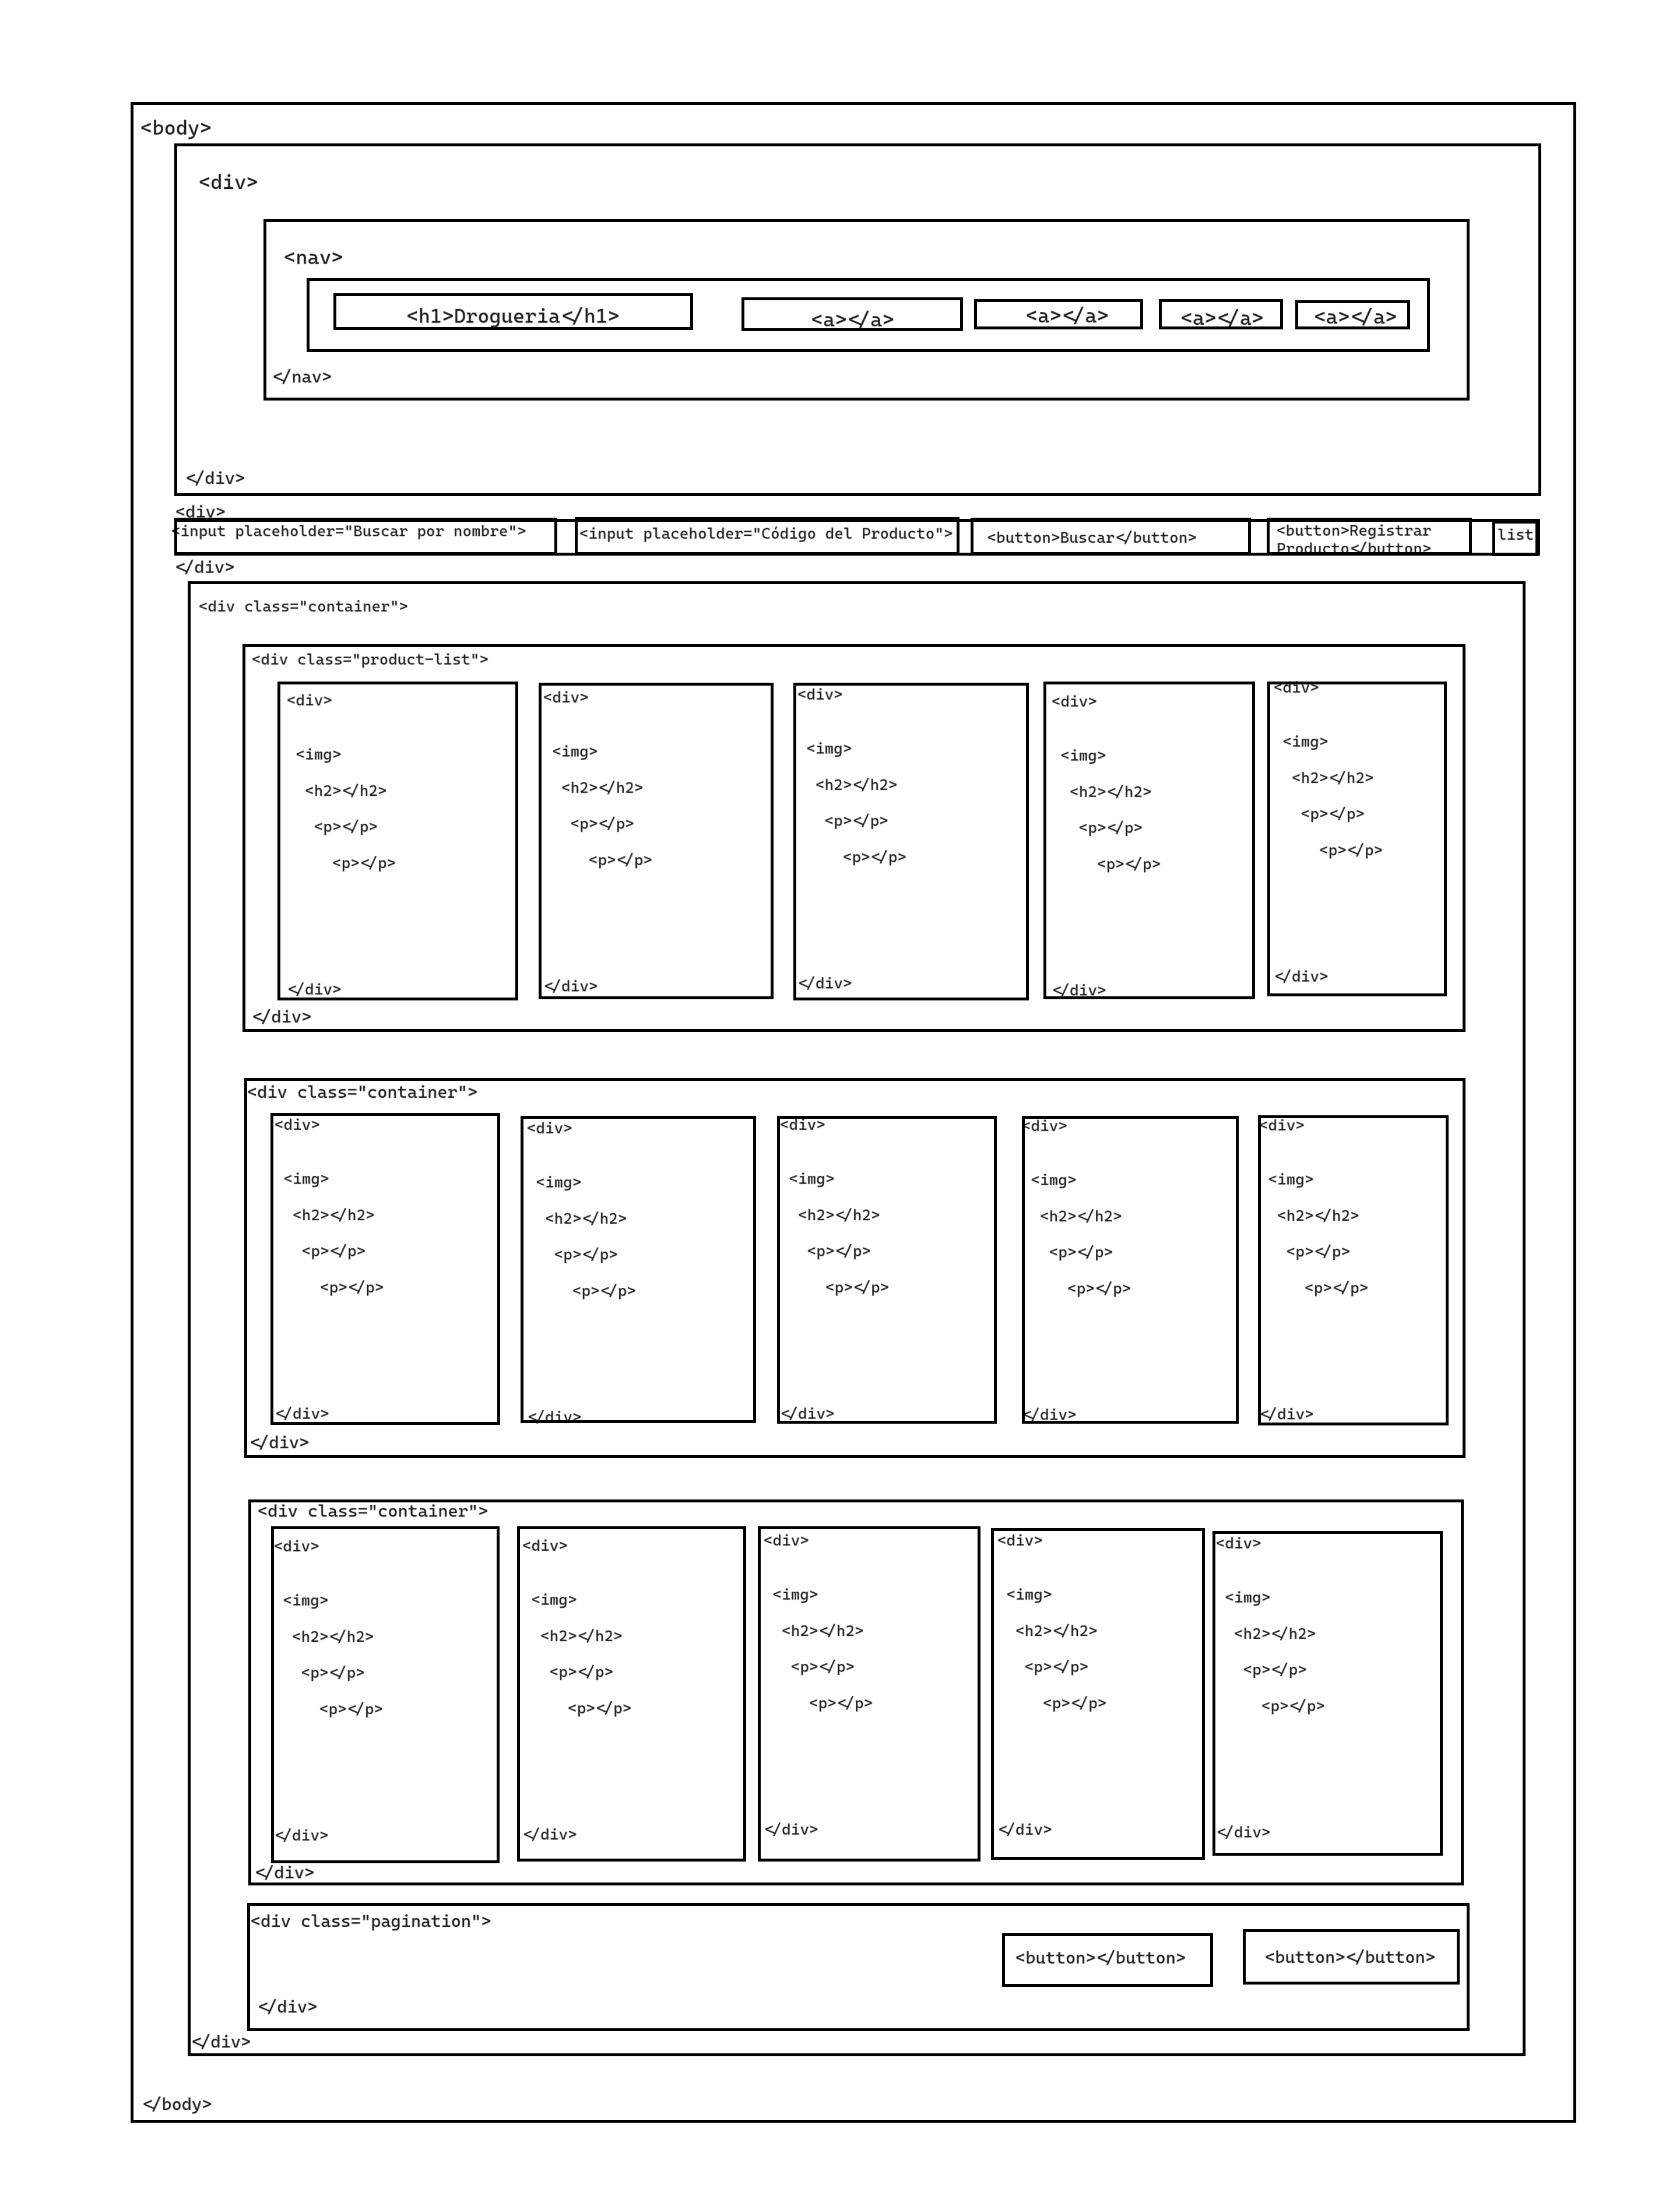 <body>
<div>
<nav>
<h1>Drogueria</h1>
<a></a>
<a></a>
<a></a>
<a></a>
</nav>
</div>
<div>
<input placeholder="Buscar por nombre">
<input placeholder="Código del Producto">
<button>Buscar</button>
<button>Registrar
Producto</button>
list
</div>
<div class="container">
<div class="product-list">
<div>
<img>
<h2></h2>
<p></p>
<p></p>
</div>
<div>
<img>
<h2></h2>
<p></p>
<p></p>
</div>
<div>
<img>
<h2></h2>
<p></p>
<p></p>
</div>
<div>
<img>
<h2></h2>
<p></p>
<p></p>
</div>
<div>
<img>
<h2></h2>
<p></p>
<p></p>
</div>
</div>
<div class="container">
<div>
<img>
<h2></h2>
<p></p>
<p></p>
</div>
<div>
<img>
<h2></h2>
<p></p>
<p></p>
</div>
<div>
<img>
<h2></h2>
<p></p>
<p></p>
</div>
<div>
<img>
<h2></h2>
<p></p>
<p></p>
</div>
<div>
<img>
<h2></h2>
<p></p>
<p></p>
</div>
</div>
<div class="container">
<div>
<img>
<h2></h2>
<p></p>
<p></p>
</div>
<div>
<img>
<h2></h2>
<p></p>
<p></p>
</div>
<div>
<img>
<h2></h2>
<p></p>
<p></p>
</div>
<div>
<img>
<h2></h2>
<p></p>
<p></p>
</div>
<div>
<img>
<h2></h2>
<p></p>
<p></p>
</div>
</div>
<div class="pagination">
<button></button>
<button></button>
</div>
</div>
</body>